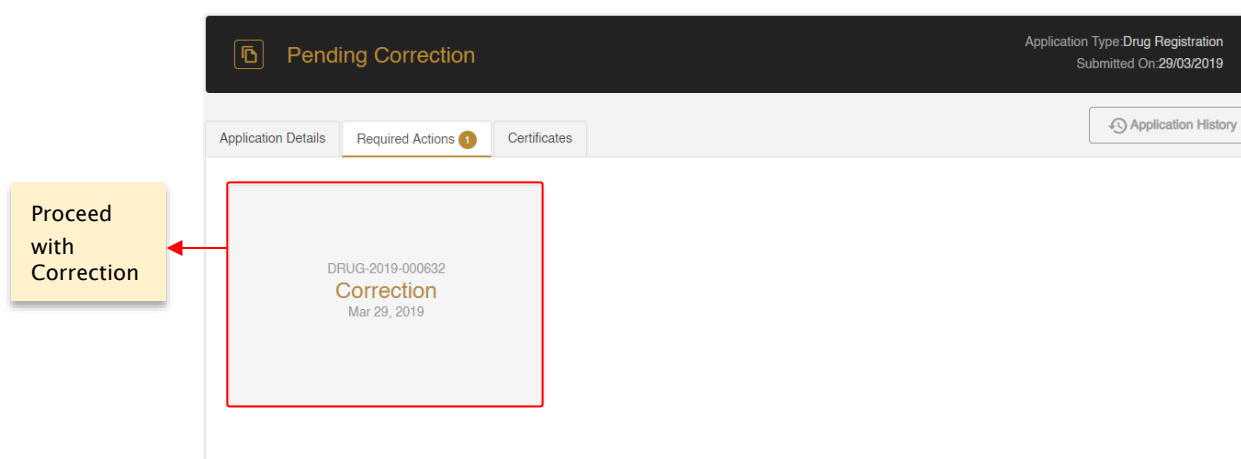 Pending Correction
Application Type:Drug Registration
Submitted On:29/03/2019
Application Details
Required Actions 1
Certificates
Application History
Proceed
with
Correction
DRUG-2019-000632
Correction
Mar 29, 2019